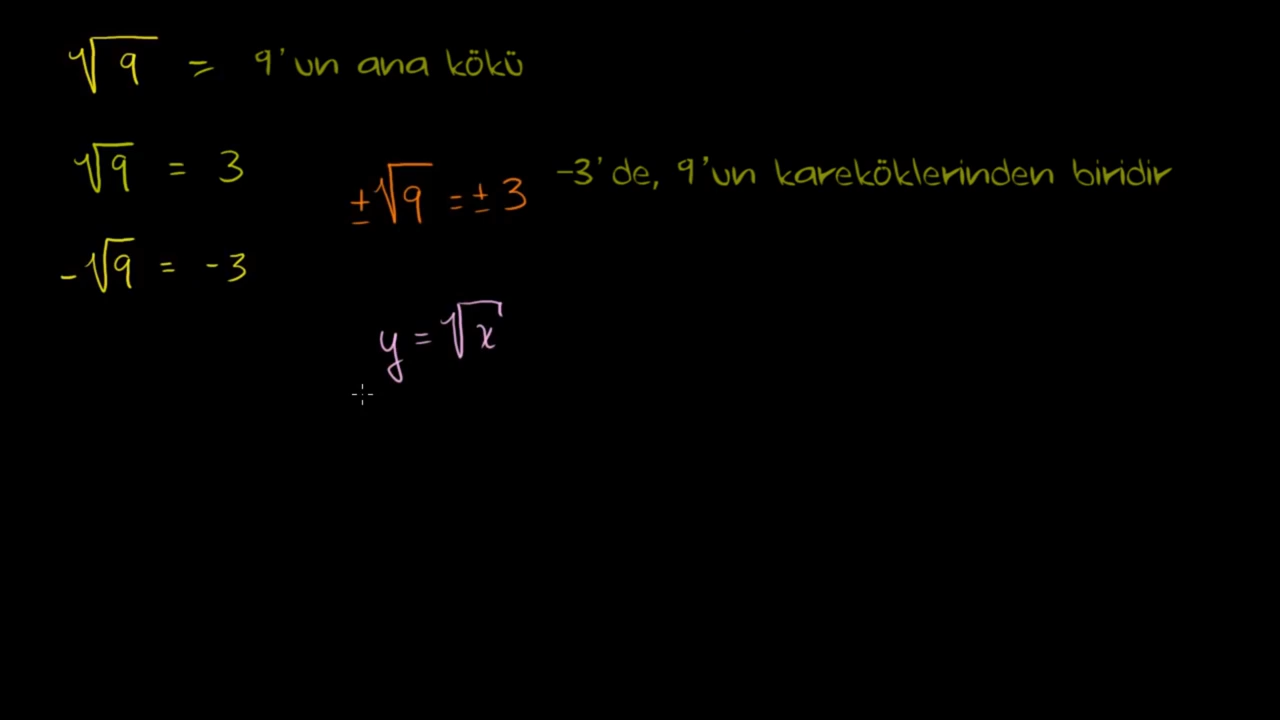 √9 = 9'un ana kökü
√9 = 3
±√9 = ±3
-3'de, 9'un kareköklerinden biridir
-√9 = -3
y = √x